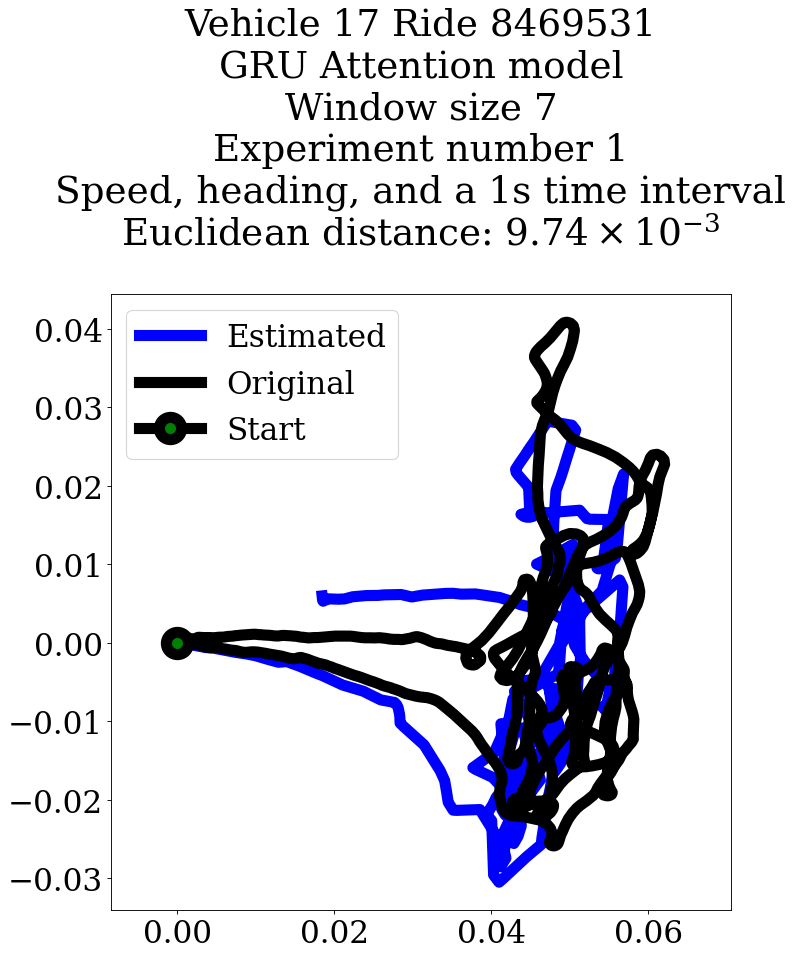 Vehicle 17 Ride 8469531
GRU Attention model
Window size 7
Experiment number 1
Speed, heading, and a 1s time interval
Euclidean distance: 9.74 × 10⁻³
Estimated
Original
Start
0.04
0.03
0.02
0.01
0.00
−0.01
−0.02
−0.03
0.00 0.02 0.04 0.06